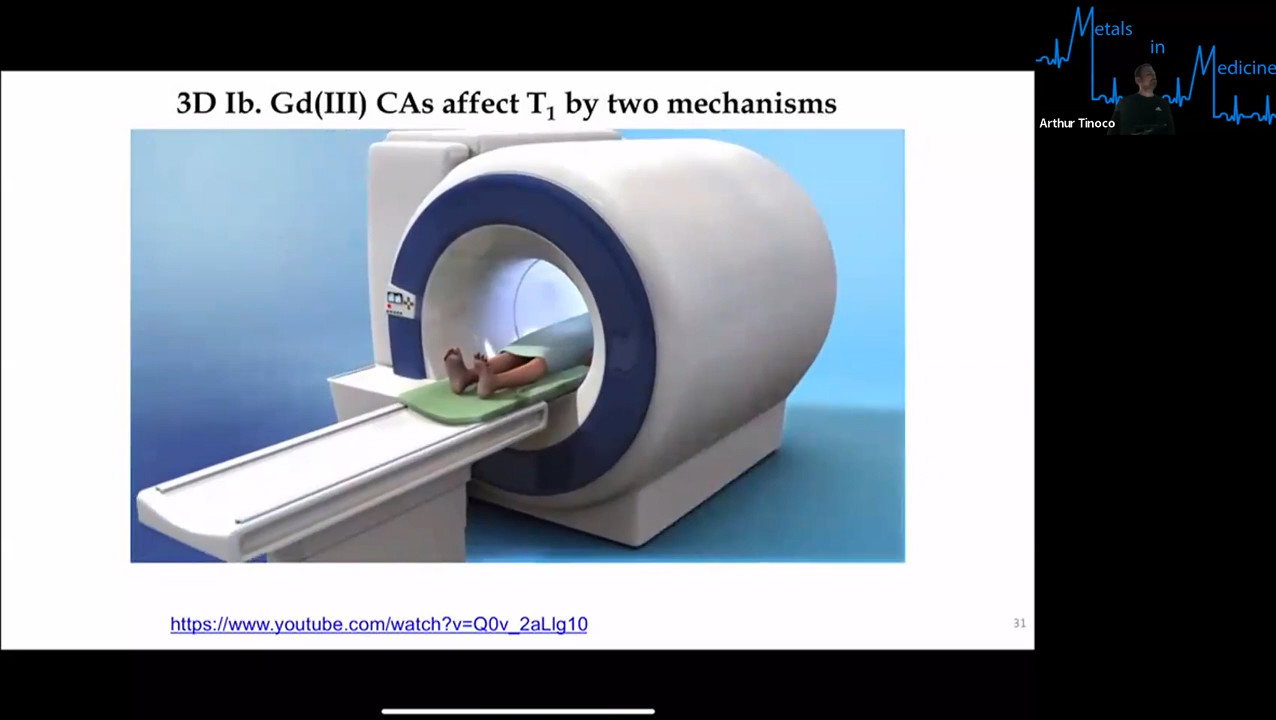 3D Ib. Gd(III) CAs affect T₁ by two mechanisms
https://www.youtube.com/watch?v=Q0v_2aLlg10
31
Metals
in
Medicine
Arthur Tinoco